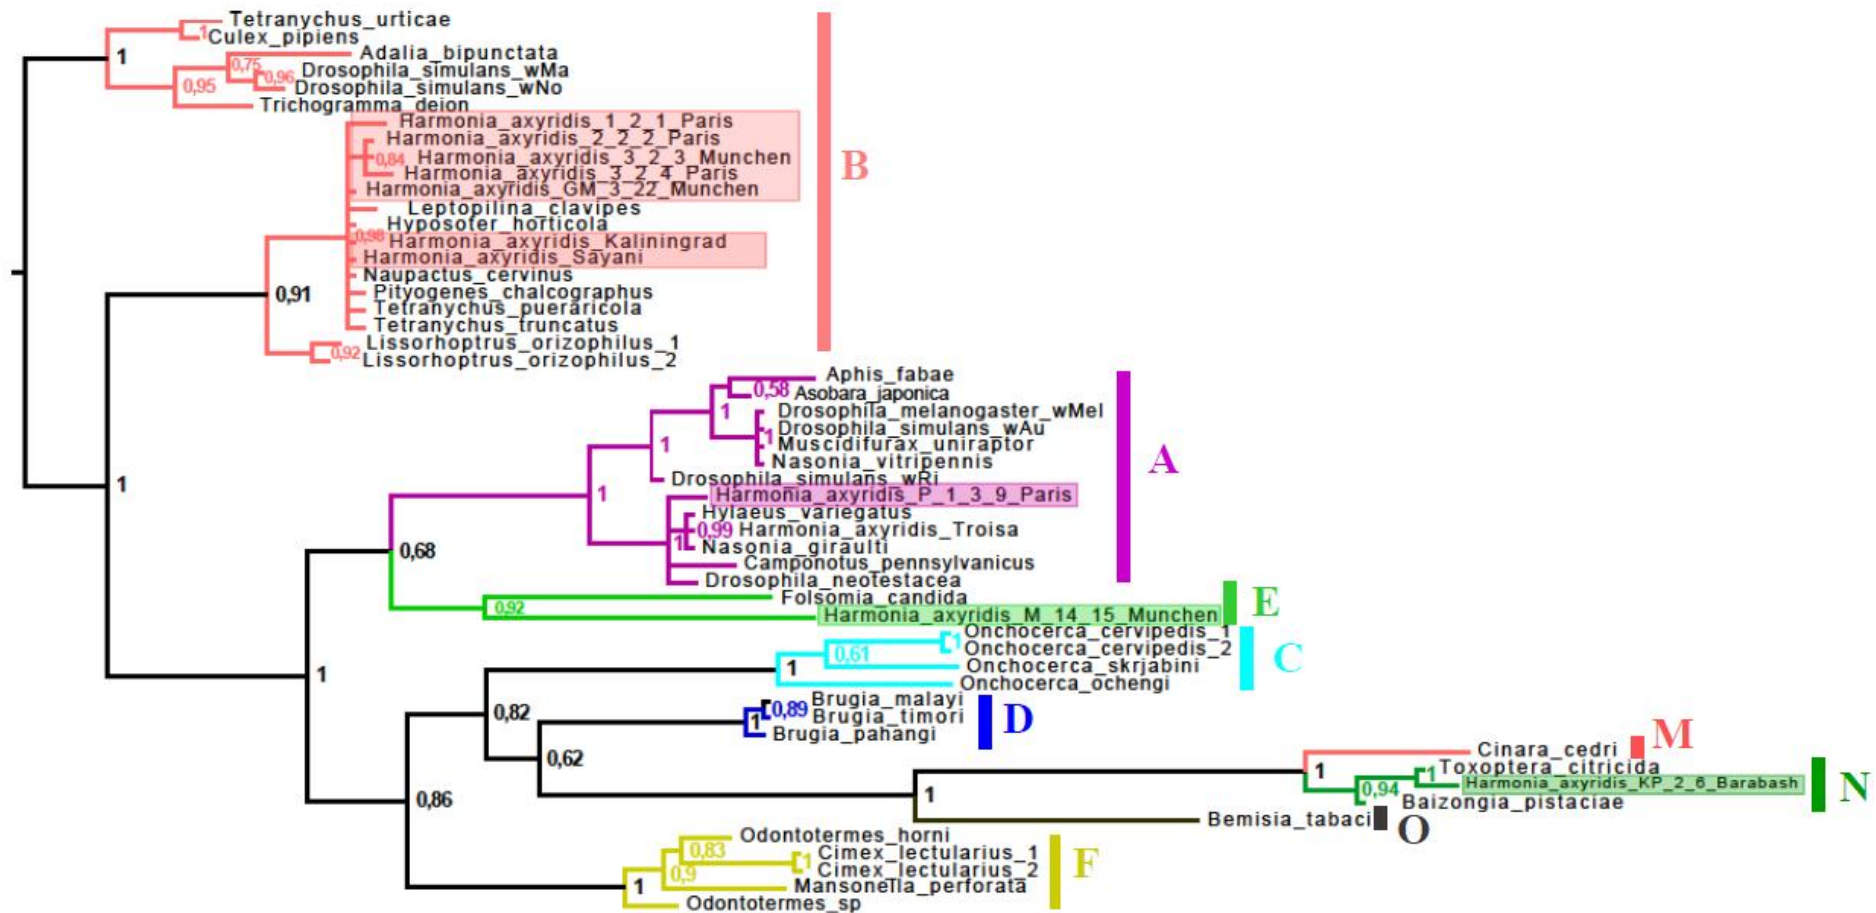 Tetranychus_urticae
1
Culex_pipiens
1
Adalia_bipunctata
0,75
Drosophila_simulans_wMa
0,96
Drosophila_simulans_wNo
0,95
Trichogramma_deion
Harmonia_axyridis_1_2_1_Paris
Harmonia_axyridis_2_2_2_Paris
0,84 Harmonia_axyridis_3_2_3_Munchen
Harmonia_axyridis_3_2_4_Paris
B
Harmonia_axyridis_GM_3_22_Munchen
Leptopilina_clavipes
Hyposoter_horticola
0,98 Harmonia_axyridis_Kaliningrad
Harmonia_axyridis_Sayani
Naupactus_cervinus
0,91
Pityogenes_chalcographus
Tetranychus_pueraricola
Tetranychus_truncatus
Lissorhoptrus_orizophilus_1
0,92
Lissorhoptrus_orizophilus_2
Aphis_fabae
0,58 Asobara_japonica
1
Drosophila_melanogaster_wMel
Drosophila_simulans_wAu
1
Muscidifurax_uniraptor
1
Nasonia_vitripennis
A
Drosophila_simulans_wRi
1
1
Harmonia_axyridis_P_1_3_9_Paris
Hylaeus_variegatus
0,99 Harmonia_axyridis_Troisa
1
Nasonia_giraulti
0,68
Camponotus_pennsylvanicus
Drosophila_neotestacea
Folsomia_candida
0,92
E
Harmonia_axyridis_M_14_15_Munchen
Onchocerca_cervipedis_1
1
Onchocerca_cervipedis_2
0,61
C
1
Onchocerca_skrjabini
1
Onchocerca_ochengi
Brugia_malayi
0,82
0,89
1
Brugia_timori
D
Brugia_pahangi
M
0,62
Cinara_cedri
1
Toxoptera_citricida
1
Harmonia_axyridis_KP_2_6_Barabash
N
0,94
0,86
1
Baizongia_pistaciae
Bemisia_tabaci
O
Odontotermes_horni
0,83
Cimex_lectularius_1
1
F
Cimex_lectularius_2
0,9
1
Mansonella_perforata
Odontotermes_sp